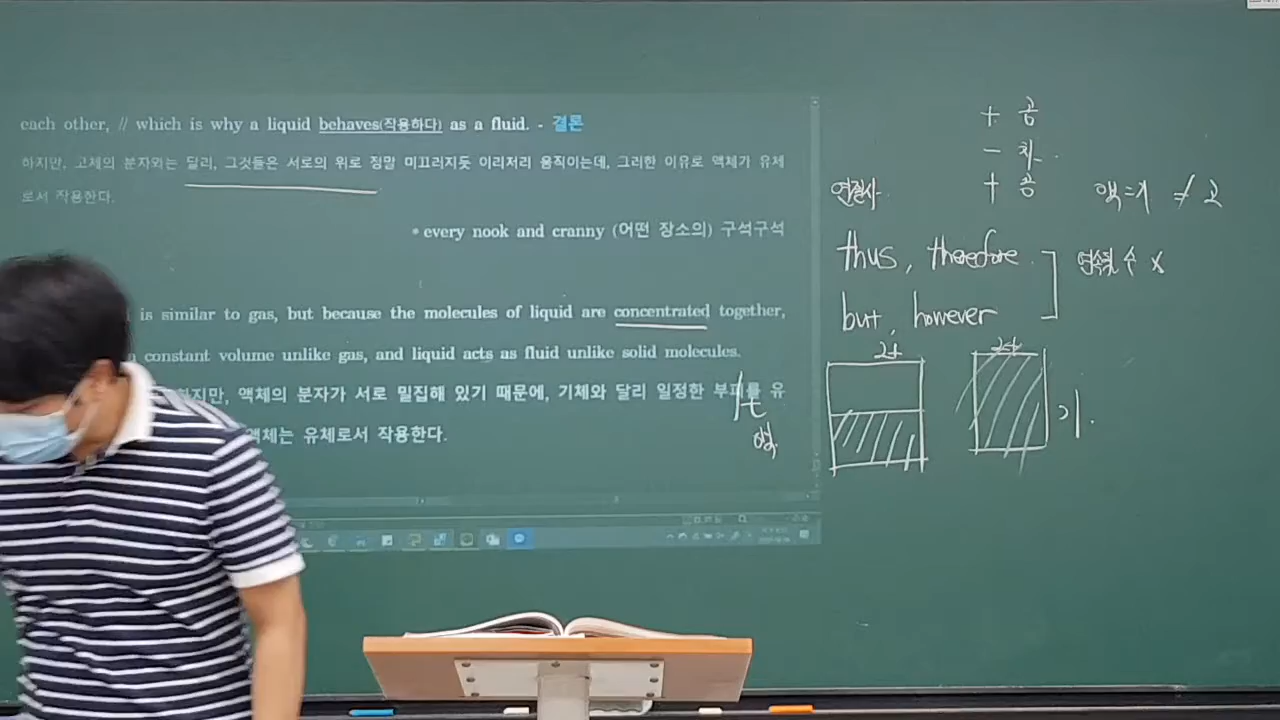 each other, // which is why a liquid behaves(작용하다) as a fluid. - 결론
하지만, 고체의 분자와는 달리, 그것들은 서로의 위로 정말 미끄러지듯 이리저리 움직이는데, 그러한 이유로 액체가 유체
로서 작용한다.
* every nook and cranny (어떤 장소의) 구석구석
is similar to gas, but because the molecules of liquid are concentrated together,
constant volume unlike gas, and liquid acts as fluid unlike solid molecules.
하지만, 액체의 분자가 서로 밀집해 있기 때문에, 기체와 달리 일정한 부피를 유
액체는 유체로서 작용한다.
+ 공
- 차
+ 공
연결사
액=기 ≠ 고
thus, therefore
but, however
연속될 수 x
기
액